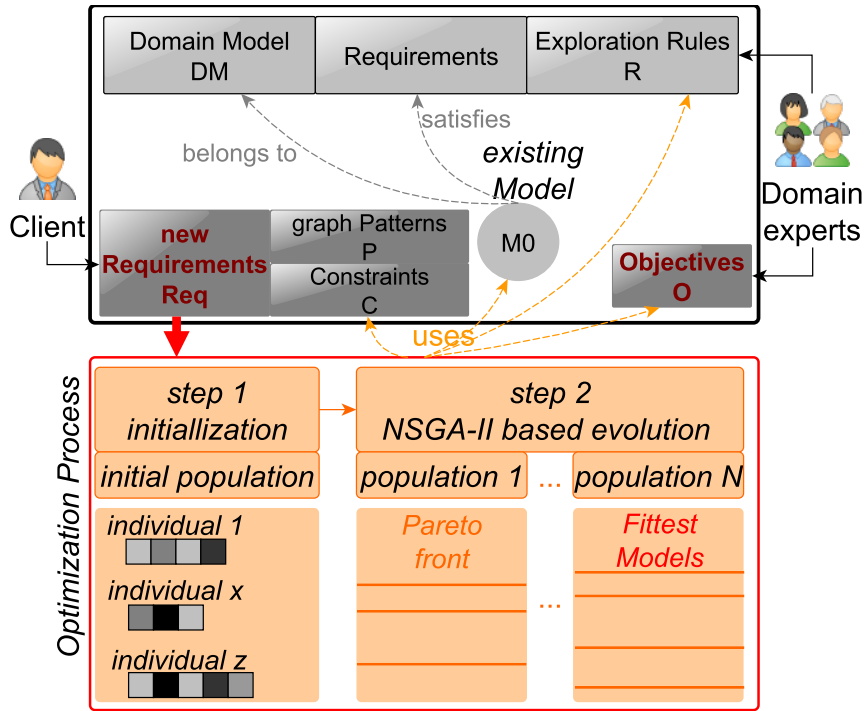 Domain Model
DM
Requirements
Exploration Rules
R
satisfies
belongs to
existing
Model
M0
Client
Domain
experts
new
Requirements
Req
graph Patterns
P
Constraints
C
Objectives
O
uses
Optimization Process
step 1
initiallization
step 2
NSGA-II based evolution
initial population
population 1
...
population N
individual 1
individual x
individual z
Pareto
front
...
Fittest
Models